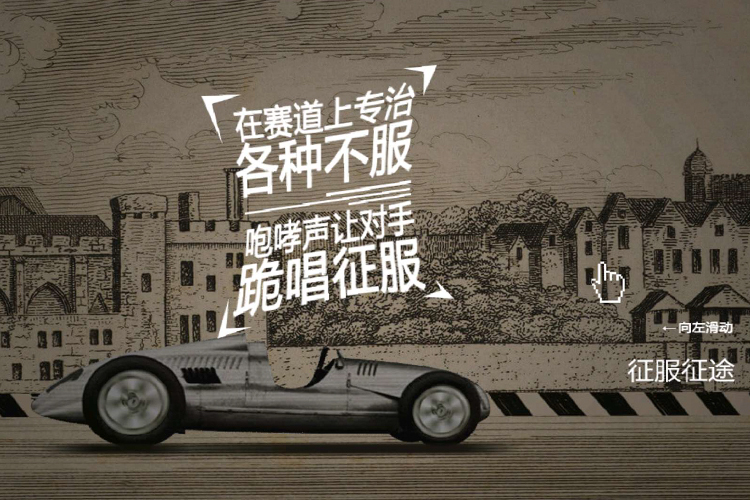 在赛道上专治
各种不服
咆哮声让对手
跪唱征服
←向左滑动
征服征途